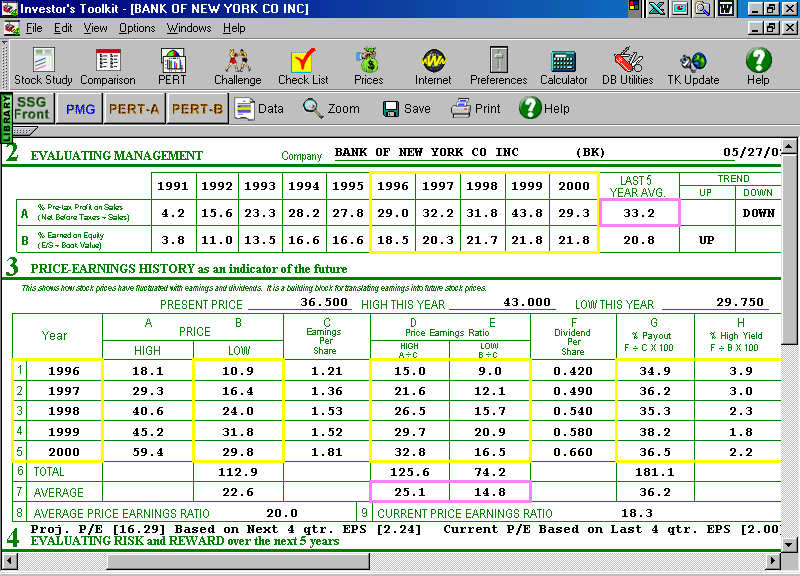 Investor's Toolkit - [BANK OF NEW YORK CO INC]
File Edit View Options Windows Help
Stock Study Comparison PERT Challenge Check List Prices Internet Preferences Calculator DB Utilities TK Update Help
LIBRARY
SSG Front PMG PERT-A PERT-B Data Zoom Save Print Help
2 EVALUATING MANAGEMENT Company BANK OF NEW YORK CO INC (BK) 05/27/0
1991 1992 1993 1994 1995 1996 1997 1998 1999 2000 LAST 5 YEAR AVG. TREND UP DOWN
A % Pre-tax Profit on Sales (Net Before Taxes ÷ Sales) 4.2 15.6 23.3 28.2 27.8 29.0 32.2 31.8 43.8 29.3 33.2 DOWN
B % Earned on Equity (E/S ÷ Book Value) 3.8 11.0 13.5 16.6 16.6 18.5 20.3 21.7 21.8 21.8 20.8 UP
3 PRICE-EARNINGS HISTORY as an indicator of the future
This shows how stock prices have fluctuated with earnings and dividends. It is a building block for translating earnings into future stock prices.
PRESENT PRICE 36.500 HIGH THIS YEAR 43.000 LOW THIS YEAR 29.750
Year A B C D E F G H
PRICE Earnings Per Share Price Earnings Ratio Dividend Per Share % Payout F ÷ C X 100 % High Yield F ÷ B X 100
HIGH LOW HIGH A ÷ C LOW B ÷ C
1 1996 18.1 10.9 1.21 15.0 9.0 0.420 34.9 3.9
2 1997 29.3 16.4 1.36 21.6 12.1 0.490 36.2 3.0
3 1998 40.6 24.0 1.53 26.5 15.7 0.540 35.3 2.3
4 1999 45.2 31.8 1.52 29.7 20.9 0.580 38.2 1.8
5 2000 59.4 29.8 1.81 32.8 16.5 0.660 36.5 2.2
6 TOTAL 112.9 125.6 74.2 181.1
7 AVERAGE 22.6 25.1 14.8 36.2
8 AVERAGE PRICE EARNINGS RATIO 20.0 9 CURRENT PRICE EARNINGS RATIO 18.3
Proj. P/E [16.29] Based on Next 4 qtr. EPS [2.24] Current P/E Based on Last 4 qtr. EPS [2.00]
4 EVALUATING RISK and REWARD over the next 5 years